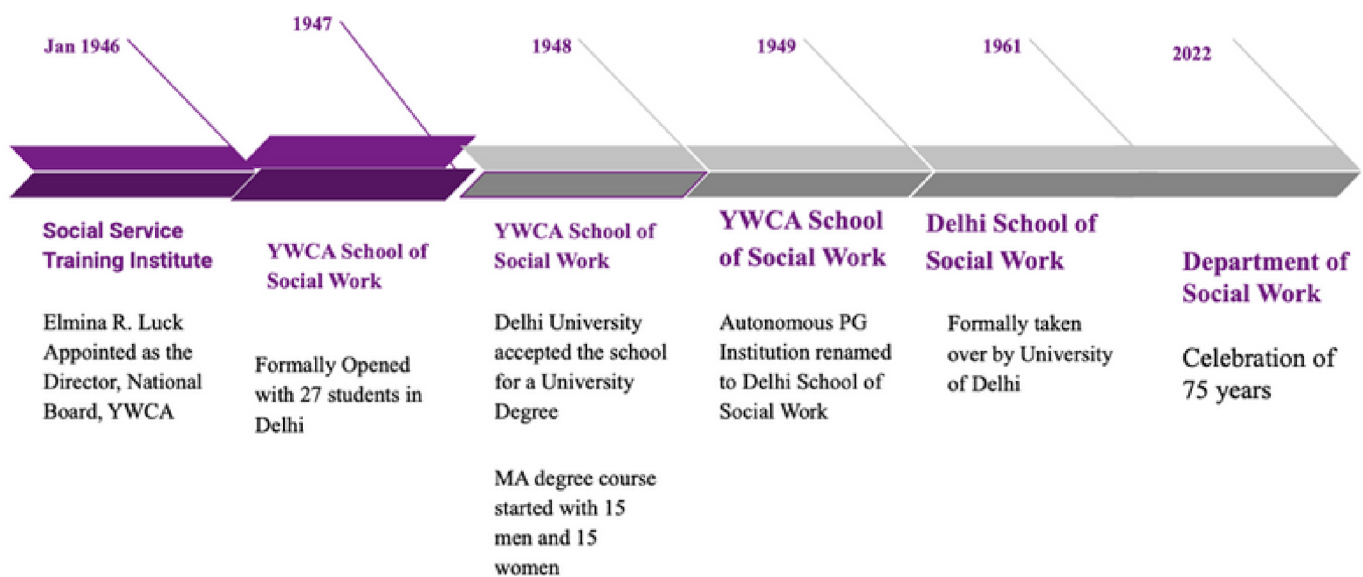 Jan 1946
1947
1948
1949
1961
2022
Social Service
Training Institute
Elmina R. Luck
Appointed as the
Director, National
Board, YWCA
YWCA School of
Social Work
Formally Opened
with 27 students in
Delhi
YWCA School of
Social Work
Delhi University
accepted the school
for a University
Degree
MA degree course
started with 15
men and 15
women
YWCA School
of Social Work
Autonomous PG
Institution renamed
to Delhi School of
Social Work
Delhi School of
Social Work
Formally taken
over by University
of Delhi
Department of
Social Work
Celebration of
75 years